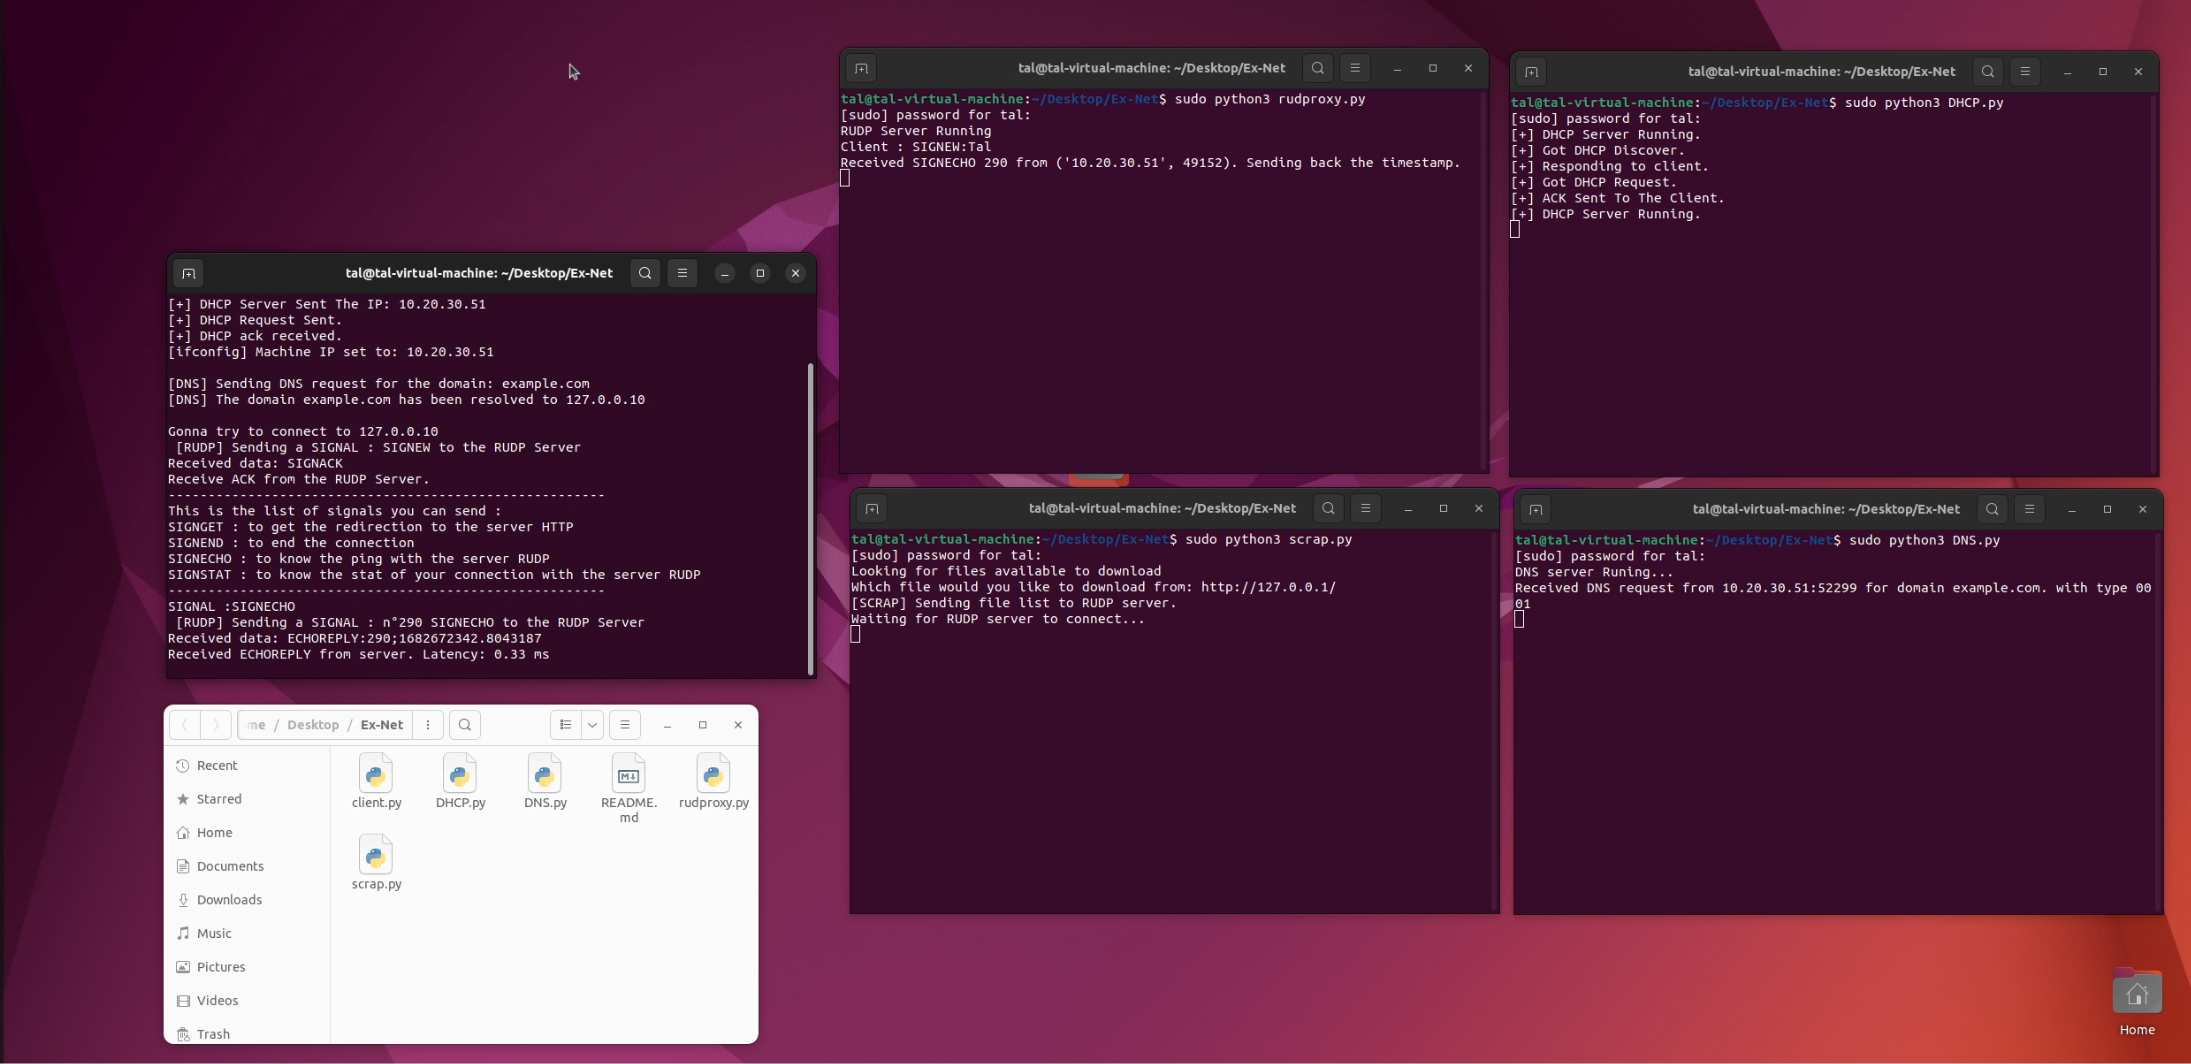 tal@tal-virtual-machine: ~/Desktop/Ex-Net
tal@tal-virtual-machine:~/Desktop/Ex-Net$ sudo python3 rudproxy.py
[sudo] password for tal:
RUDP Server Running
Client : SIGNEW:Tal
Received SIGNECHO 290 from ('10.20.30.51', 49152). Sending back the timestamp.
tal@tal-virtual-machine: ~/Desktop/Ex-Net
tal@tal-virtual-machine:~/Desktop/Ex-Net$ sudo python3 DHCP.py
[sudo] password for tal:
[+] DHCP Server Running.
[+] Got DHCP Discover.
[+] Responding to client.
[+] Got DHCP Request.
[+] ACK Sent To The Client.
[+] DHCP Server Running.
tal@tal-virtual-machine: ~/Desktop/Ex-Net
[+] DHCP Server Sent The IP: 10.20.30.51
[+] DHCP Request Sent.
[+] DHCP ack received.
[ifconfig] Machine IP set to: 10.20.30.51
[DNS] Sending DNS request for the domain: example.com
[DNS] The domain example.com has been resolved to 127.0.0.10
Gonna try to connect to 127.0.0.10
[RUDP] Sending a SIGNAL : SIGNEW to the RUDP Server
Received data: SIGNACK
Receive ACK from the RUDP Server.
-------------------------------------------------------
This is the list of signals you can send :
SIGNGET : to get the redirection to the server HTTP
SIGNEND : to end the connection
SIGNECHO : to know the ping with the server RUDP
SIGNSTAT : to know the stat of your connection with the server RUDP
-------------------------------------------------------
SIGNAL :SIGNECHO
[RUDP] Sending a SIGNAL : n°290 SIGNECHO to the RUDP Server
Received data: ECHOREPLY:290;1682672342.8043187
Received ECHOREPLY from server. Latency: 0.33 ms
tal@tal-virtual-machine: ~/Desktop/Ex-Net
tal@tal-virtual-machine:~/Desktop/Ex-Net$ sudo python3 scrap.py
[sudo] password for tal:
Looking for files available to download
Which file would you like to download from: http://127.0.0.1/
[SCRAP] Sending file list to RUDP server.
Waiting for RUDP server to connect...
tal@tal-virtual-machine: ~/Desktop/Ex-Net
tal@tal-virtual-machine:~/Desktop/Ex-Net$ sudo python3 DNS.py
[sudo] password for tal:
DNS server Runing...
Received DNS request from 10.20.30.51:52299 for domain example.com. with type 00
01
me / Desktop / Ex-Net
Recent
Starred
Home
Documents
Downloads
Music
Pictures
Videos
Trash
client.py
DHCP.py
DNS.py
README.
md
rudproxy.py
scrap.py
Home